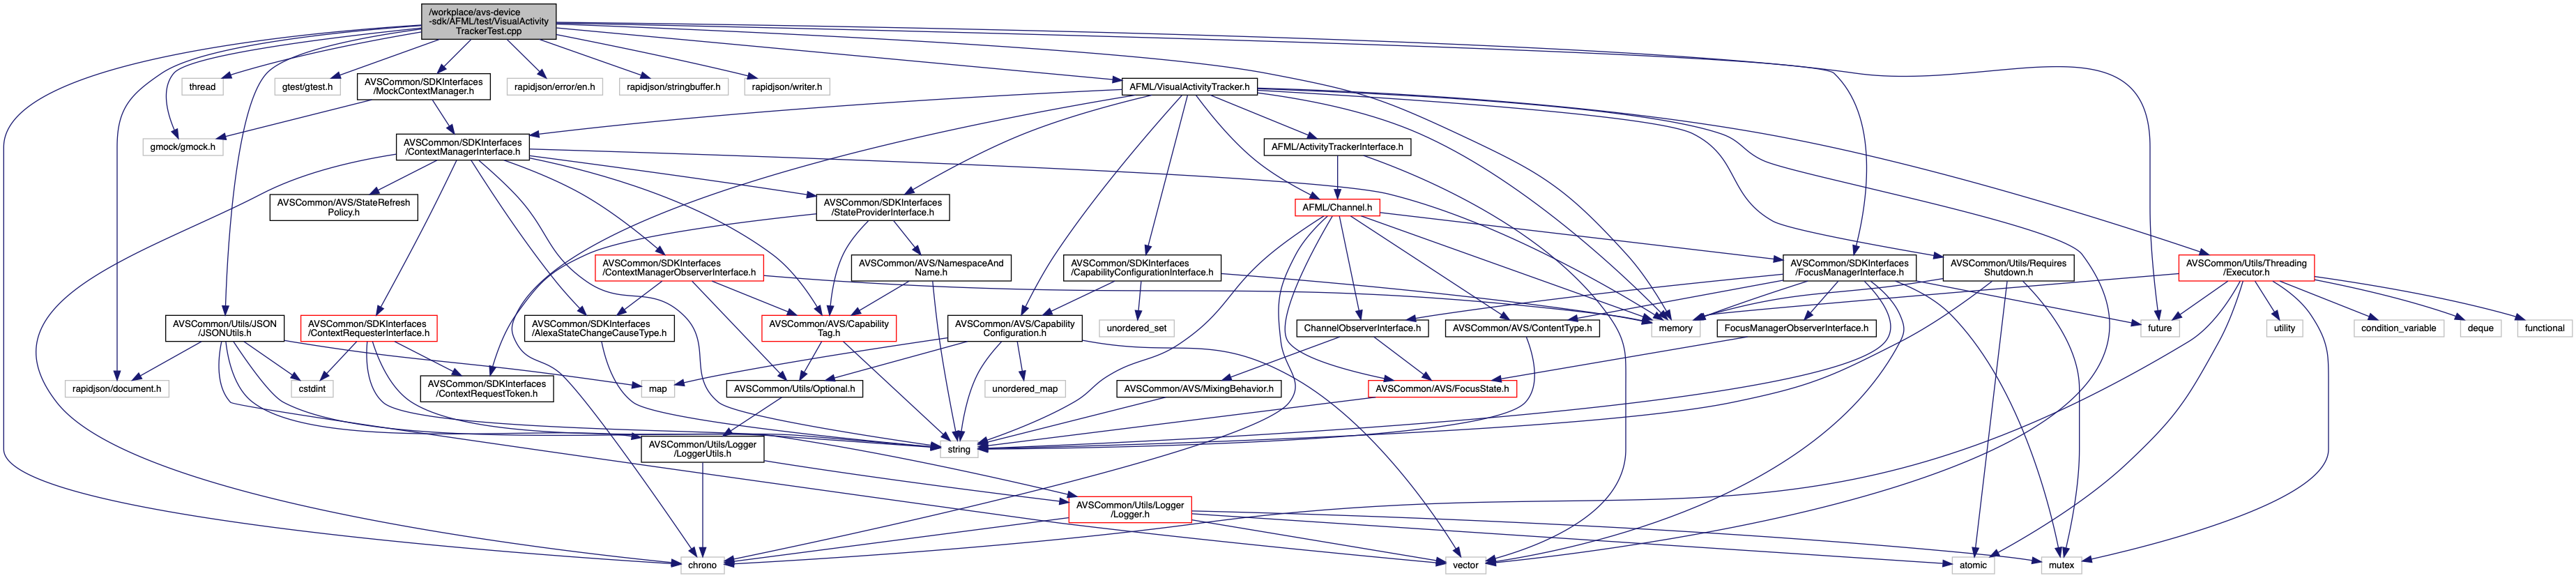 /workplace/avs-device
-sdk/AFML/test/VisualActivity
TrackerTest.cpp
thread
gtest/gtest.h
AVSCommon/SDKInterfaces
/MockContextManager.h
rapidjson/error/en.h
rapidjson/stringbuffer.h
rapidjson/writer.h
AFML/VisualActivityTracker.h
gmock/gmock.h
AVSCommon/SDKInterfaces
/ContextManagerInterface.h
AFML/ActivityTrackerInterface.h
AVSCommon/AVS/StateRefresh
Policy.h
AVSCommon/SDKInterfaces
/StateProviderInterface.h
AFML/Channel.h
AVSCommon/SDKInterfaces
/ContextManagerObserverInterface.h
AVSCommon/AVS/NamespaceAnd
Name.h
AVSCommon/SDKInterfaces
/CapabilityConfigurationInterface.h
AVSCommon/SDKInterfaces
/FocusManagerInterface.h
AVSCommon/Utils/Requires
Shutdown.h
AVSCommon/Utils/Threading
/Executor.h
AVSCommon/Utils/JSON
/JSONUtils.h
AVSCommon/SDKInterfaces
/ContextRequesterInterface.h
AVSCommon/SDKInterfaces
/AlexaStateChangeCauseType.h
AVSCommon/AVS/Capability
Tag.h
AVSCommon/AVS/Capability
Configuration.h
unordered_set
ChannelObserverInterface.h
AVSCommon/AVS/ContentType.h
memory
FocusManagerObserverInterface.h
future
utility
condition_variable
deque
functional
rapidjson/document.h
cstdint
AVSCommon/SDKInterfaces
/ContextRequestToken.h
map
AVSCommon/Utils/Optional.h
unordered_map
AVSCommon/AVS/MixingBehavior.h
AVSCommon/AVS/FocusState.h
AVSCommon/Utils/Logger
/LoggerUtils.h
string
AVSCommon/Utils/Logger
/Logger.h
chrono
vector
atomic
mutex